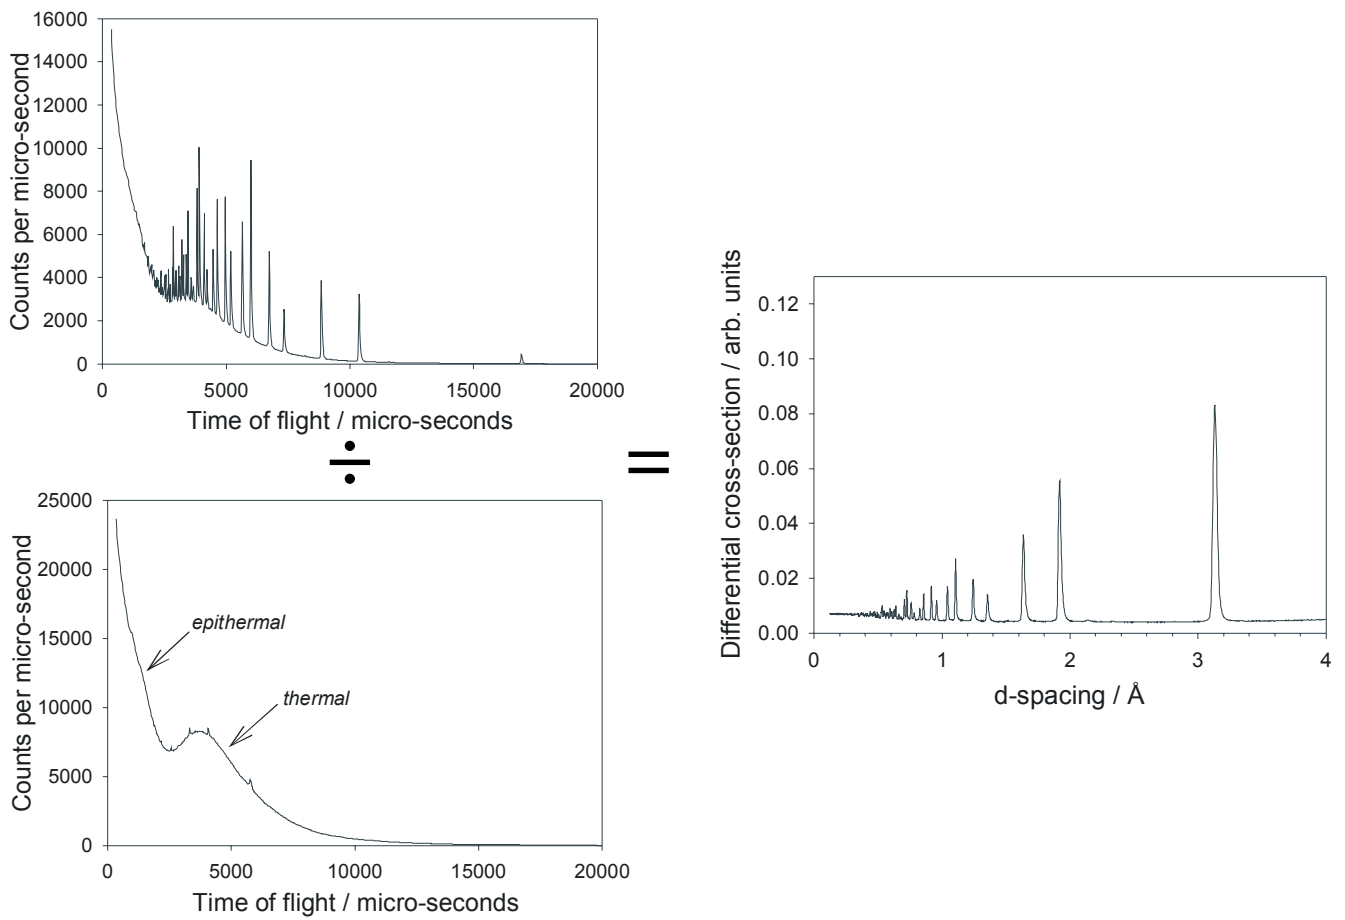 16000
14000
12000
10000
8000
6000
4000
2000
0
Counts per micro-second
0 5000 10000 15000 20000
Time of flight / micro-seconds
÷
=
25000
20000
15000
10000
5000
0
Counts per micro-second
epithermal
thermal
0 5000 10000 15000 20000
Time of flight / micro-seconds
0.12
0.10
0.08
0.06
0.04
0.02
0.00
Differential cross-section / arb. units
0 1 2 3 4
d-spacing / Å